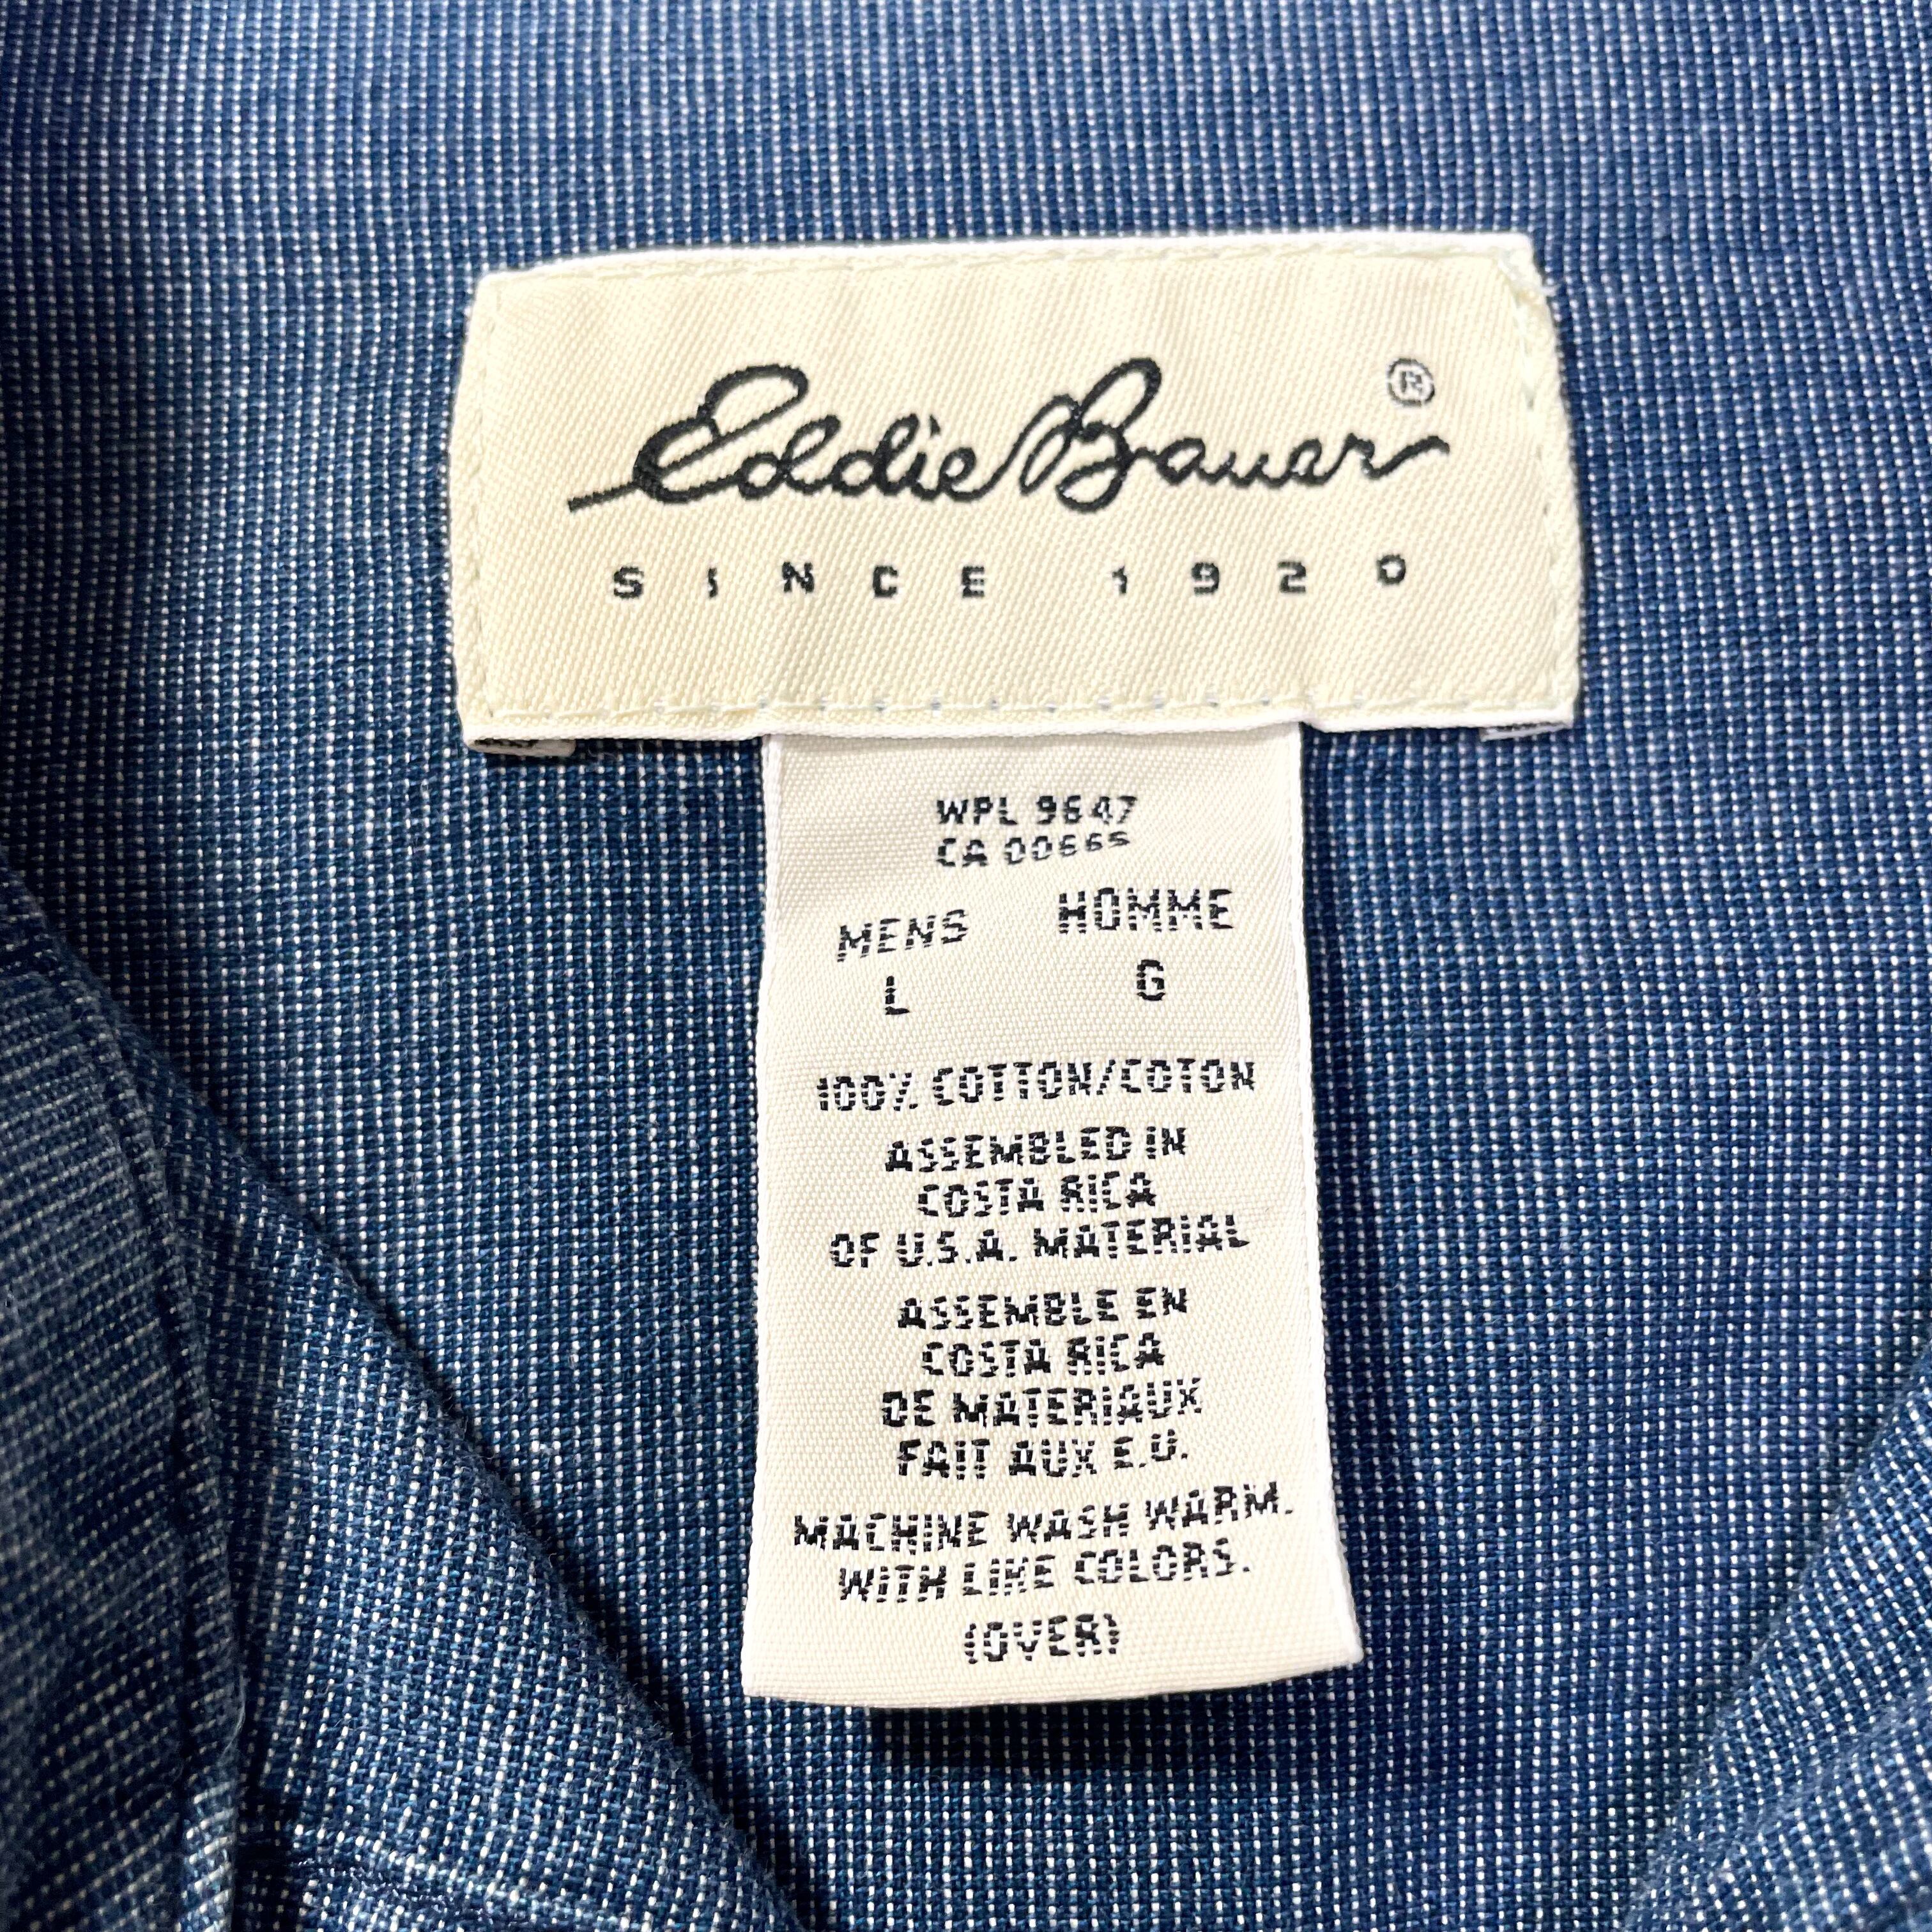 Eddie Bauer®
SINCE 1920
WPL 9647
CA 00665
MENS HOMME
L G
100% COTTON/COTON
ASSEMBLED IN
COSTA RICA
OF U.S.A. MATERIAL
ASSEMBLE EN
COSTA RICA
DE MATERIAUX
FAIT AUX E.U.
MACHINE WASH WARM.
WITH LIKE COLORS.
(OVER)